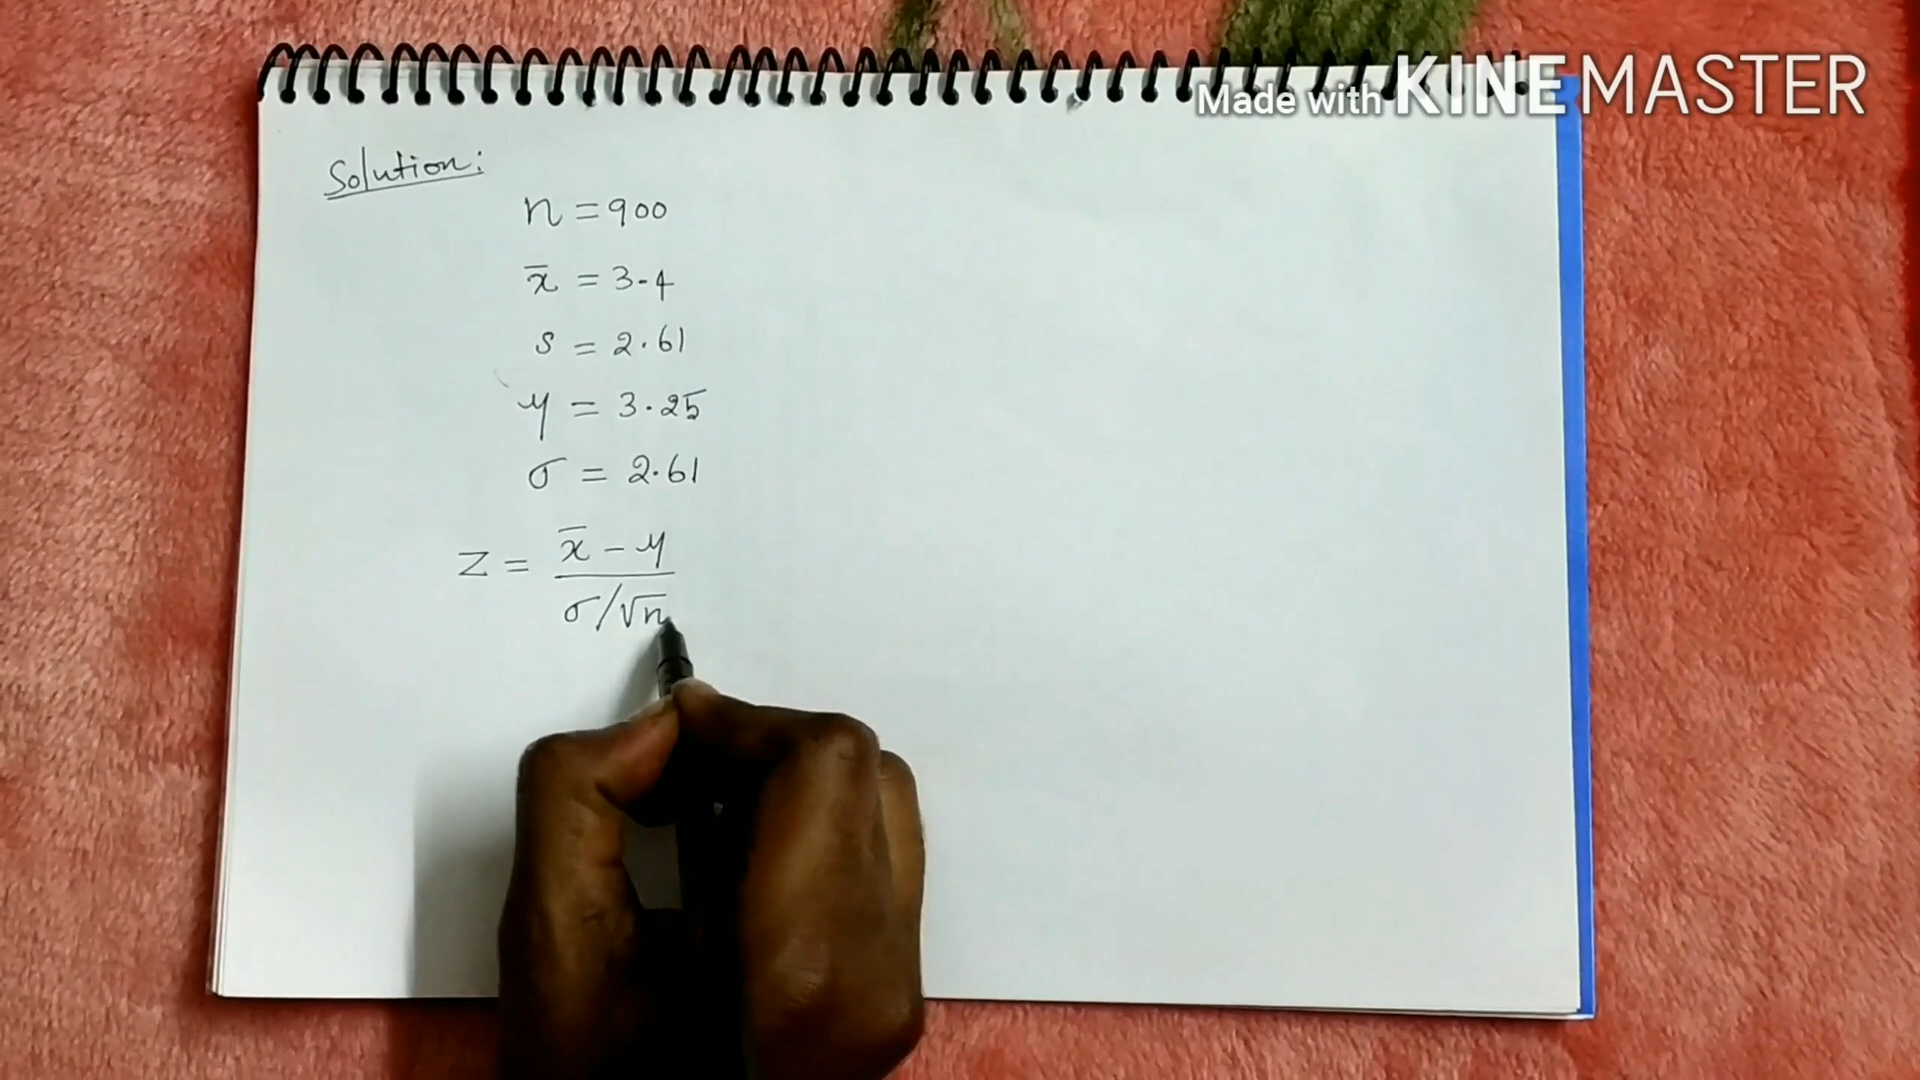 Made with KINEMASTER
Solution:
n = 900
x̄ = 3.4
s = 2.61
μ = 3.25
σ = 2.61
z = x̄ - μ / σ/√n